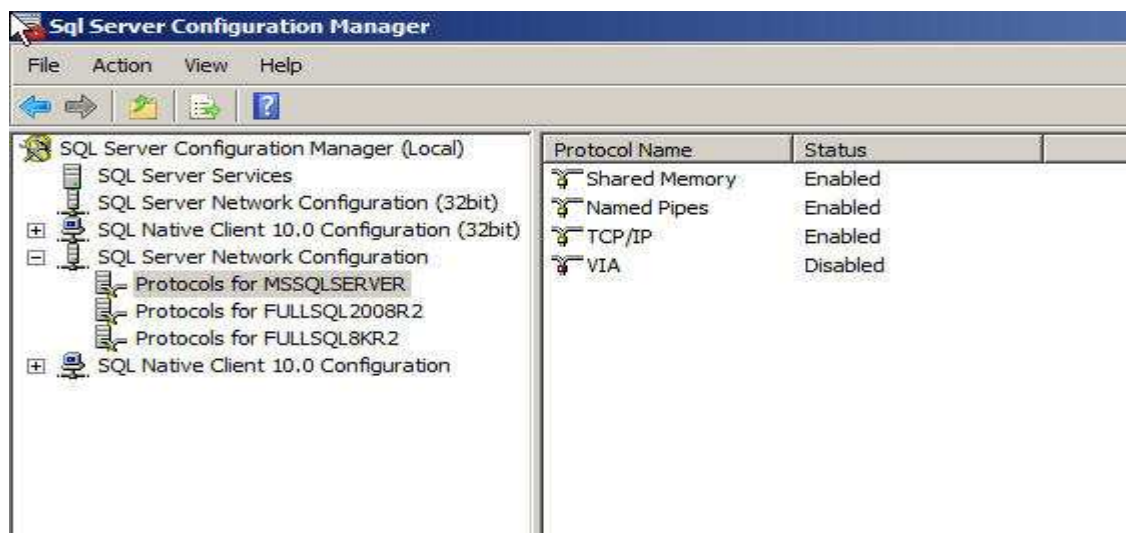 Sql Server Configuration Manager
File Action View Help
SQL Server Configuration Manager (Local)
SQL Server Services
SQL Server Network Configuration (32bit)
SQL Native Client 10.0 Configuration (32bit)
SQL Server Network Configuration
Protocols for MSSQLSERVER
Protocols for FULLSQL2008R2
Protocols for FULLSQL8KR2
SQL Native Client 10.0 Configuration
Protocol Name Status
Shared Memory Enabled
Named Pipes Enabled
TCP/IP Enabled
VIA Disabled